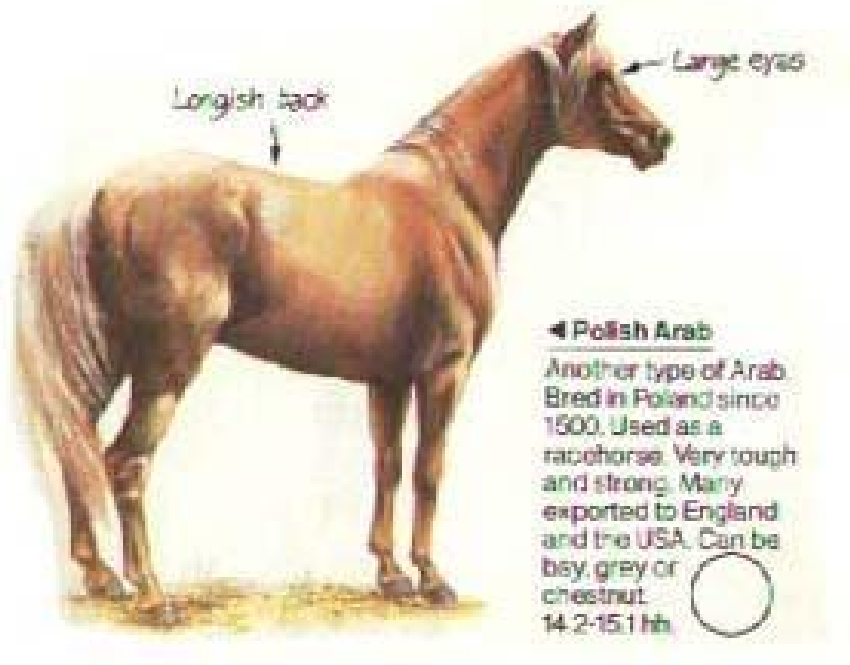 Large eyes
Longish back
Polish Arab
Another type of Arab.
Bred in Poland since
1500. Used as a
racehorse. Very tough
and strong. Many
exported to England
and the USA. Can be
bay, grey or
chestnut.
14.2-15.1 hh.